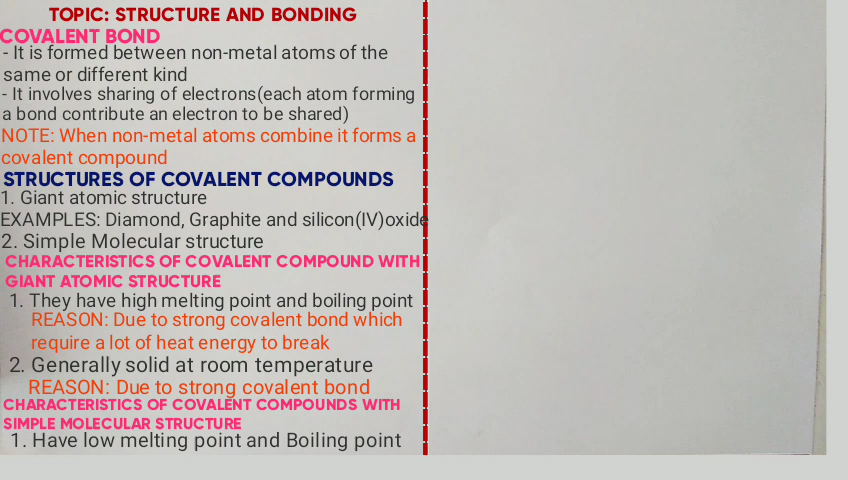 TOPIC: STRUCTURE AND BONDING
COVALENT BOND
- It is formed between non-metal atoms of the
same or different kind
- It involves sharing of electrons(each atom forming
a bond contribute an electron to be shared)
NOTE: When non-metal atoms combine it forms a
covalent compound
STRUCTURES OF COVALENT COMPOUNDS
1. Giant atomic structure
EXAMPLES: Diamond, Graphite and silicon(IV)oxide
2. Simple Molecular structure
CHARACTERISTICS OF COVALENT COMPOUND WITH
GIANT ATOMIC STRUCTURE
1. They have high melting point and boiling point
REASON: Due to strong covalent bond which
require a lot of heat energy to break
2. Generally solid at room temperature
REASON: Due to strong covalent bond
CHARACTERISTICS OF COVALENT COMPOUNDS WITH
SIMPLE MOLECULAR STRUCTURE
1. Have low melting point and Boiling point